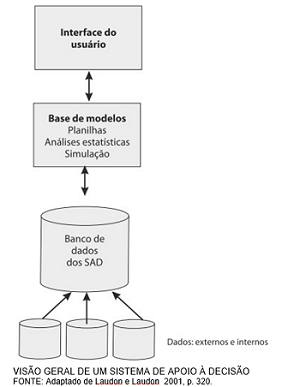 Interface do
usuário
Base de modelos
Planilhas
Análises estatísticas
Simulação
Banco de
dados
dos SAD
Dados: externos e internos
VISÃO GERAL DE UM SISTEMA DE APOIO À DECISÃO
FONTE: Adaptado de Laudon e Laudon 2001, p. 320.